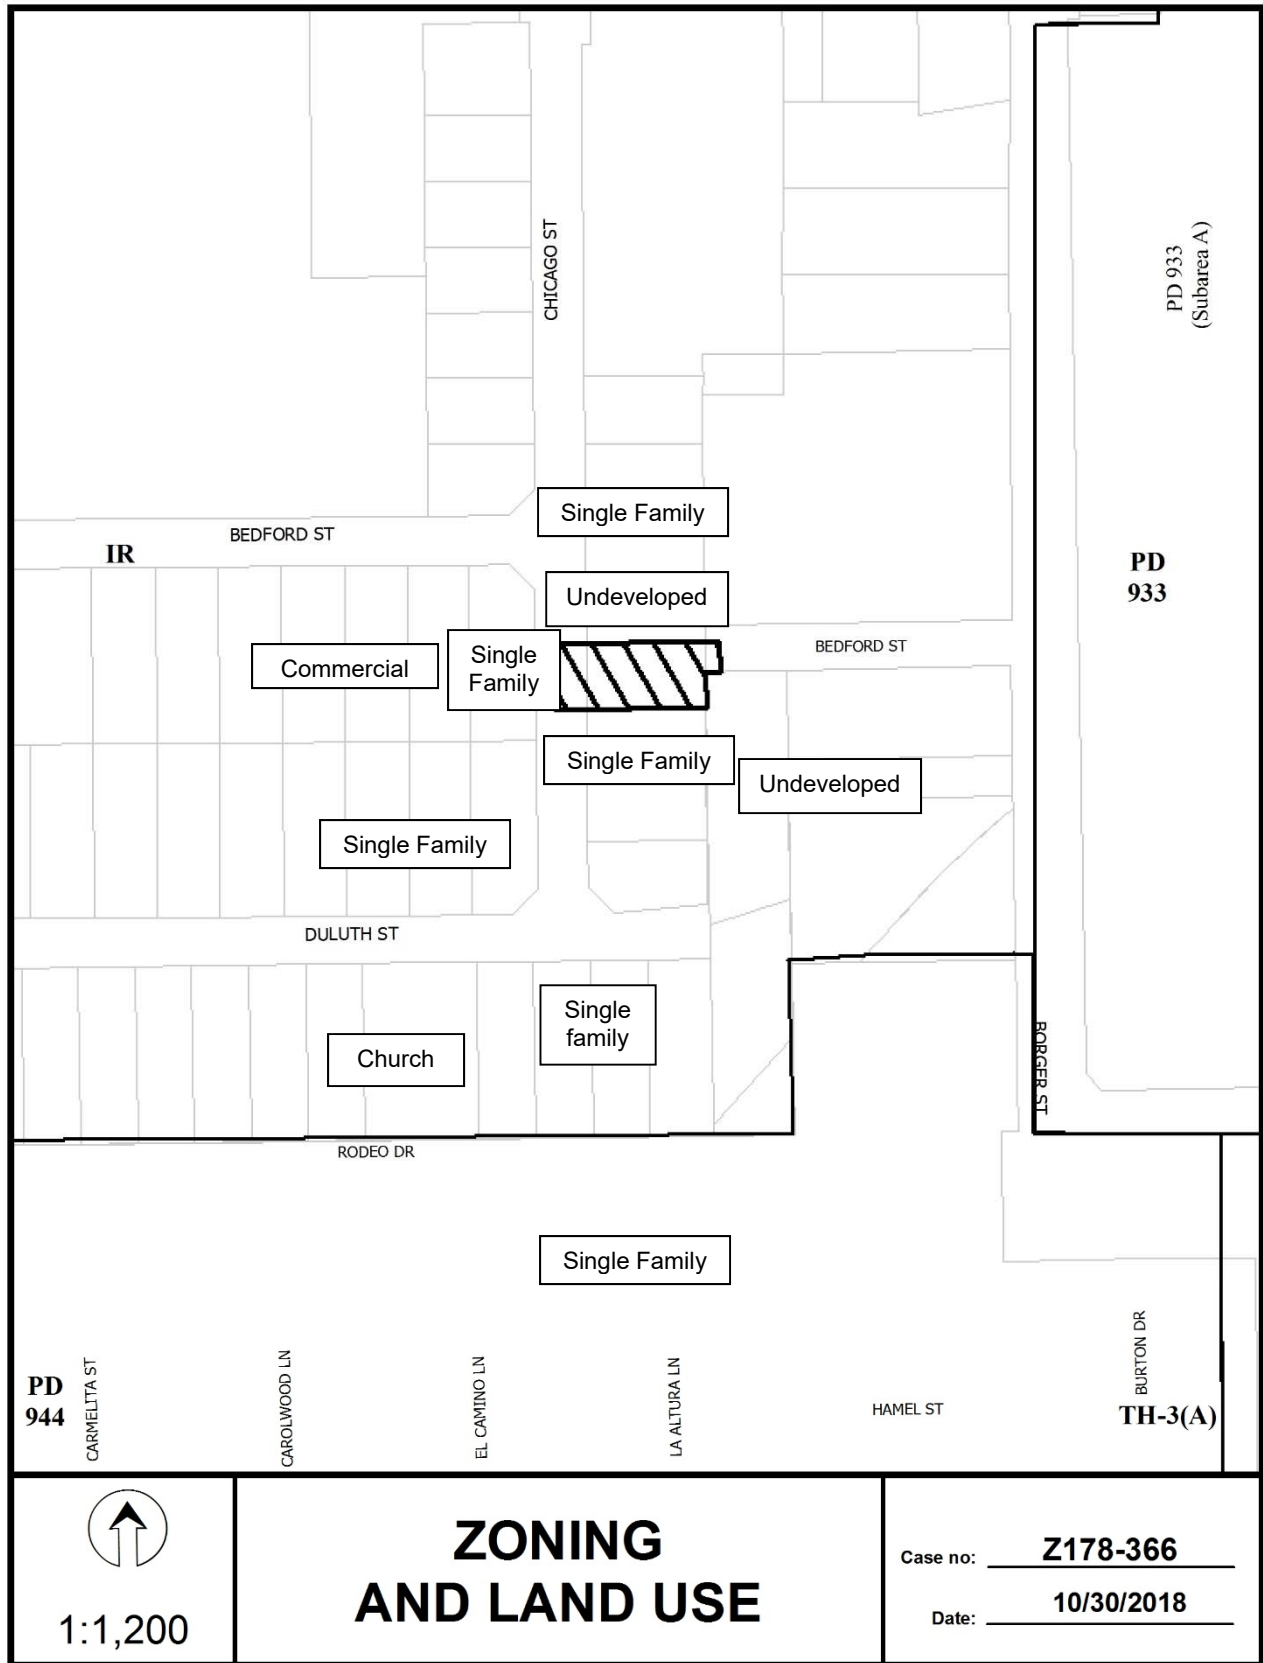 CHICAGO ST
PD 933
(Subarea A)
Single Family
BEDFORD ST
IR
PD
933
Undeveloped
BEDFORD ST
Commercial
Single
Family
Single Family
Undeveloped
Single Family
DULUTH ST
Single
family
Church
BORGER ST
RODEO DR
Single Family
BURTON DR
PD
944
CARMELITA ST
CAROLWOOD LN
EL CAMINO LN
LA ALTURA LN
HAMEL ST
TH-3(A)
1:1,200
ZONING
AND LAND USE
Case no: Z178-366
Date: 10/30/2018